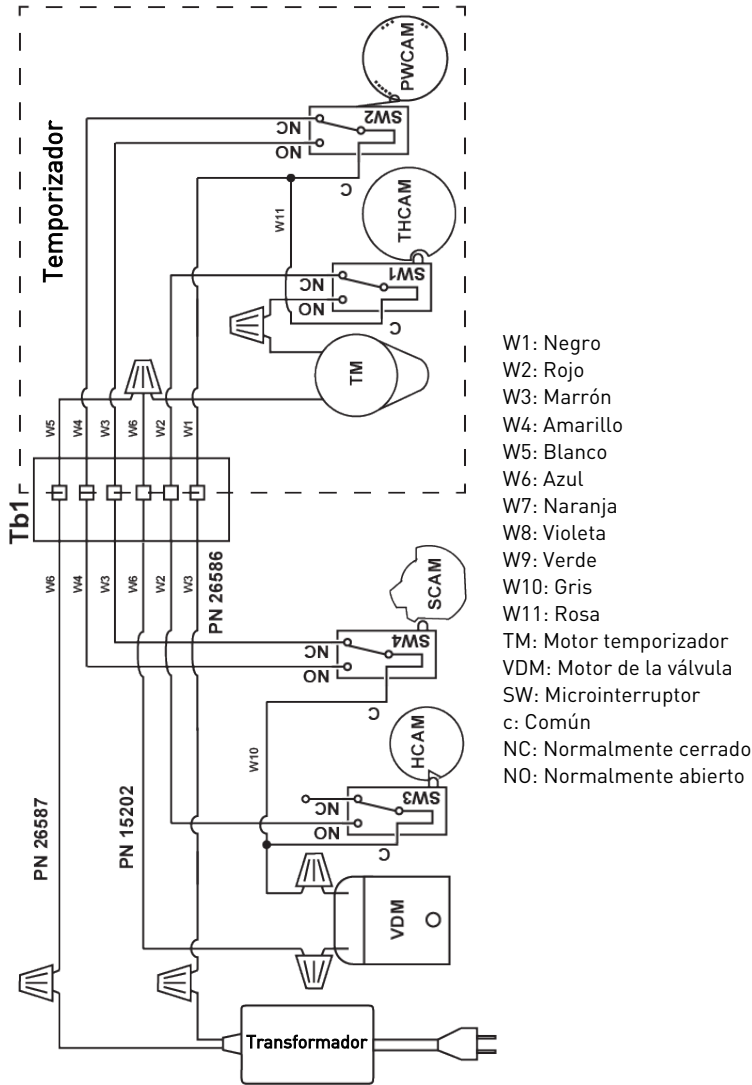 Temporizador
PWCAM
SW2
NC
NO
C
W11
THCAM
SW1
NC
NO
C
TM
W5
W4
W3
W6
W2
W1
Tb1
W6
W4
W3
W6
W2
W3
PN 26586
SCAM
SW4
NC
NO
C
W10
HCAM
SW3
NC
NO
C
PN 26587
PN 15202
VDM
Transformador
W1: Negro
W2: Rojo
W3: Marrón
W4: Amarillo
W5: Blanco
W6: Azul
W7: Naranja
W8: Violeta
W9: Verde
W10: Gris
W11: Rosa
TM: Motor temporizador
VDM: Motor de la válvula
SW: Microinterruptor
c: Común
NC: Normalmente cerrado
NO: Normalmente abierto